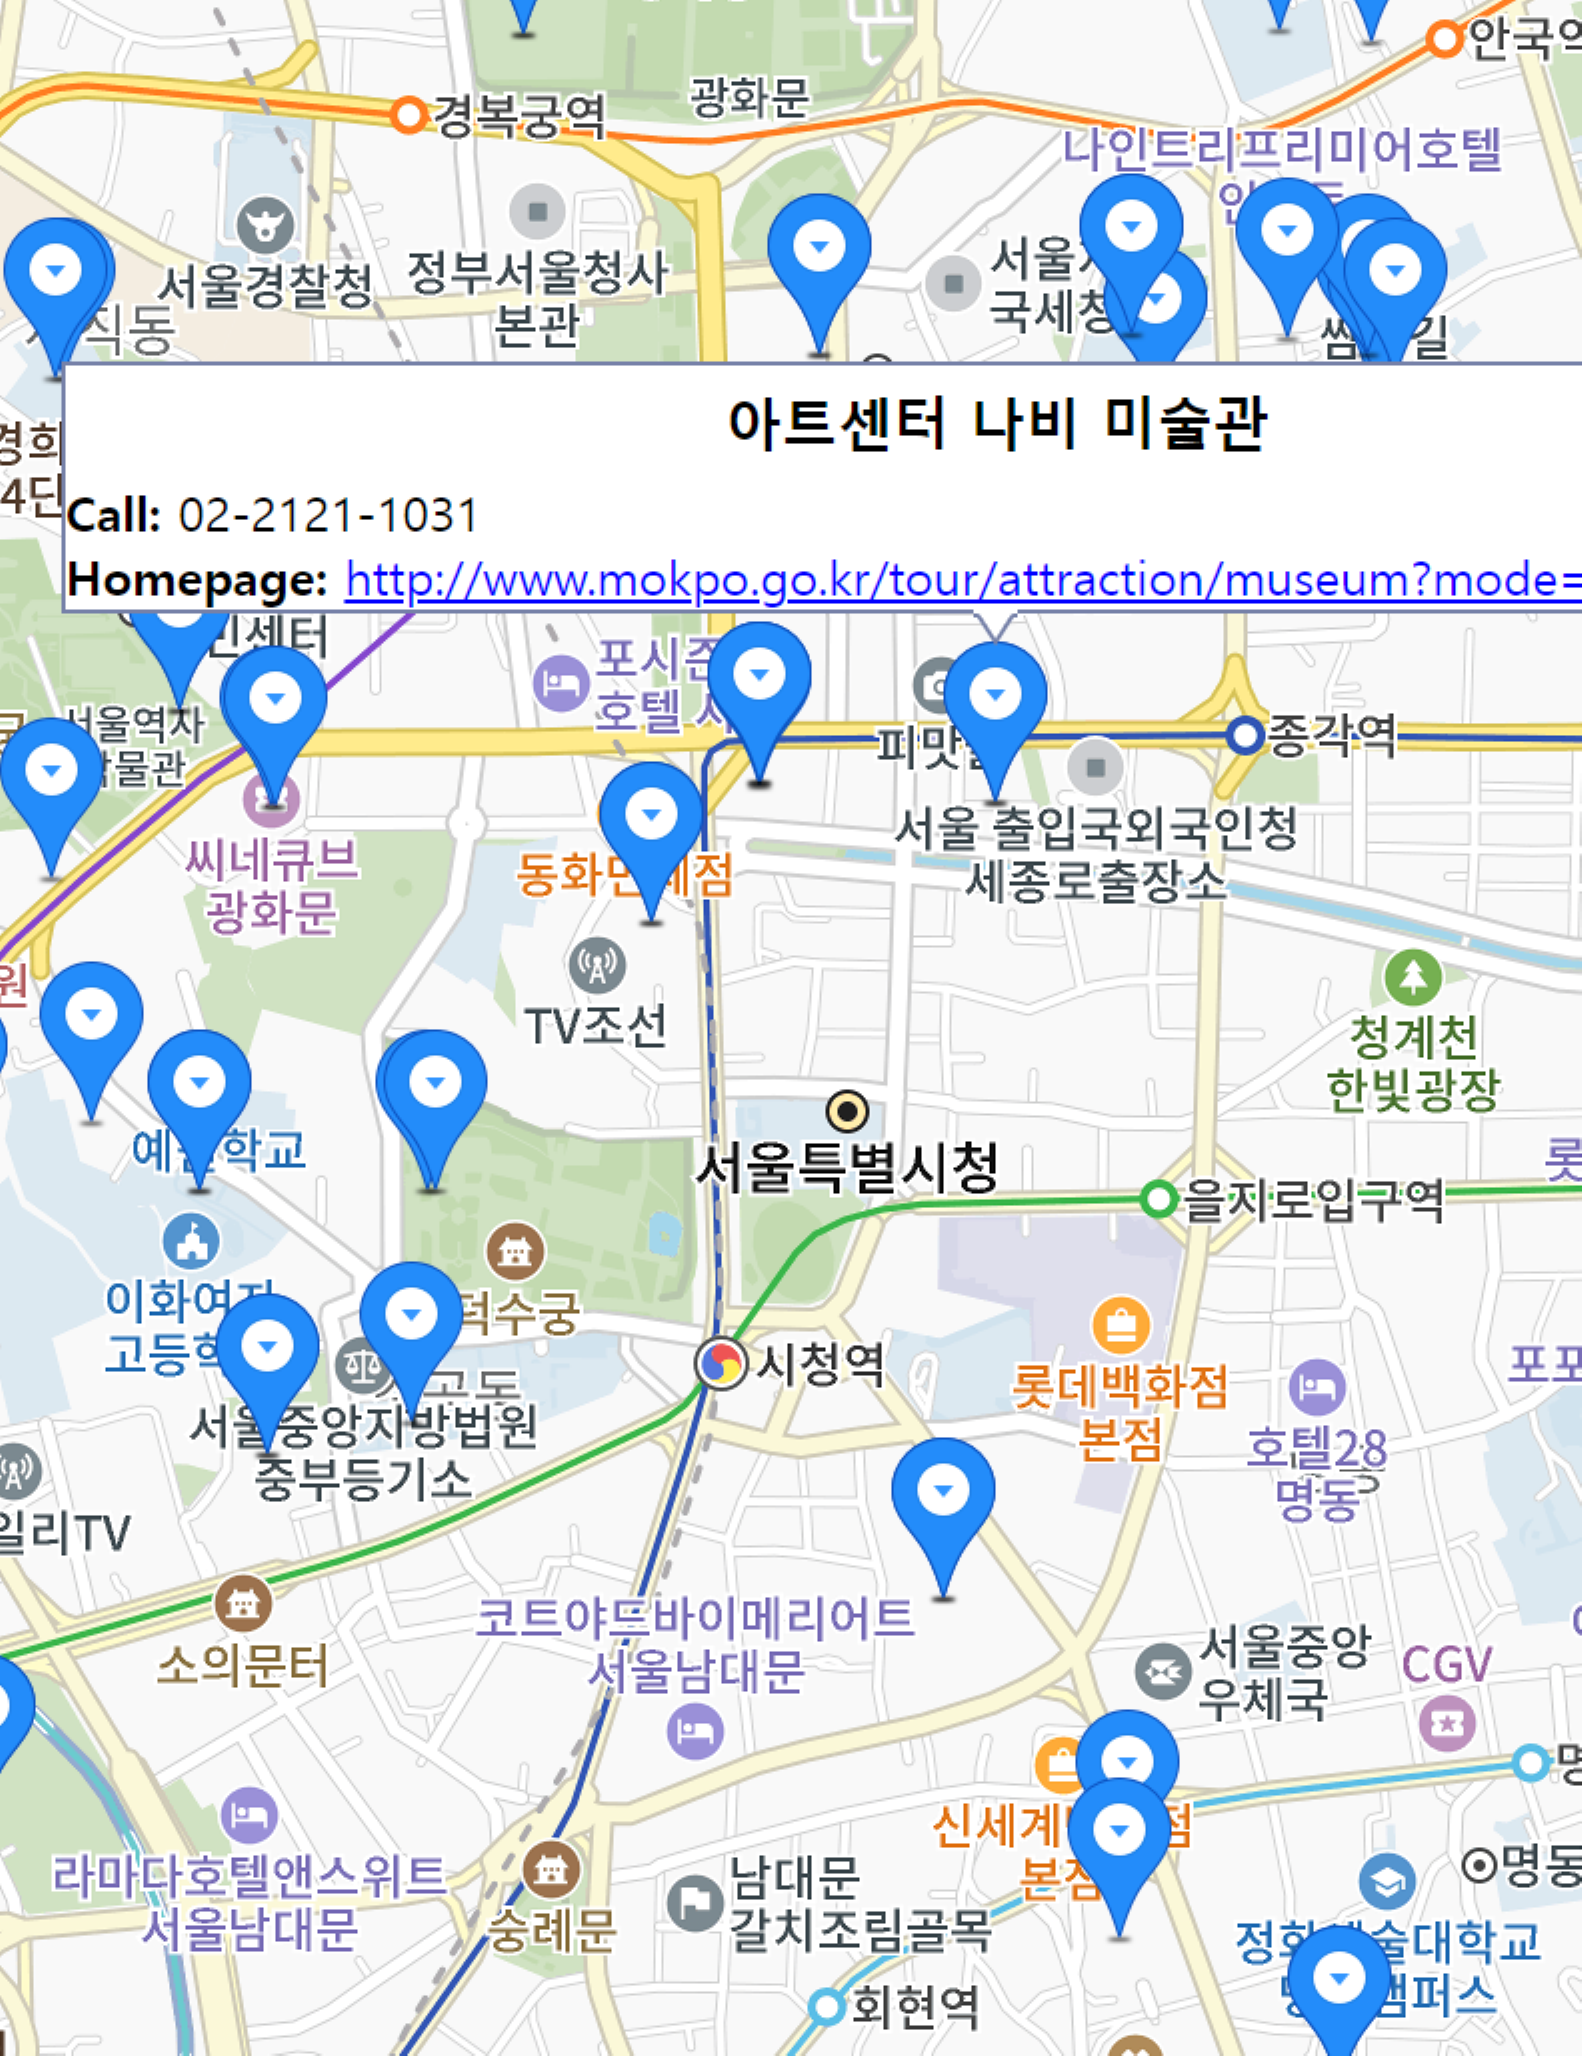 안국역
경복궁역
광화문
나인트리프리미어호텔
서울경찰청
정부서울청사
본관
서울지
국세청
직동
길
아트센터 나비 미술관
경희
4단
Call: 02-2121-1031
Homepage: http://www.mokpo.go.kr/tour/attraction/museum?mode=
민센터
포시즌
호텔 서
서울역사
박물관
피맛
종각역
서울 출입국외국인청
세종로출장소
씨네큐브
광화문
동화면세점
원
TV조선
청계천
한빛광장
예원학교
서울특별시청
롯
을지로입구역
이화여자
고등학
덕수궁
시청역
롯데백화점
본점
포포
서울중앙지방법원
중부등기소
호텔28
명동
일리TV
코트야드바이메리어트
서울남대문
소의문터
서울중앙
우체국
CGV
명
신세계 점
본점
라마다호텔앤스위트
서울남대문
남대문
갈치조림골목
명동
숭례문
정화예술대학교
명동캠퍼스
회현역